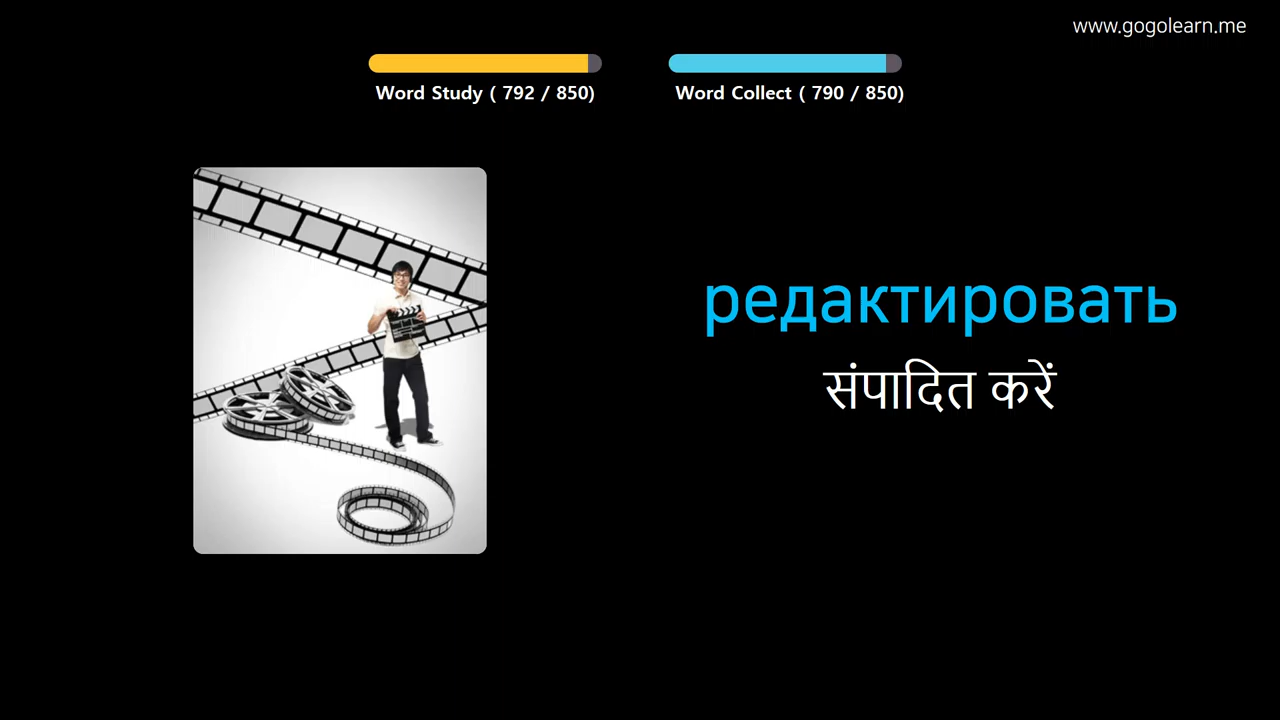 www.gogolearn.me
Word Study ( 792 / 850)
Word Collect ( 790 / 850)
редактировать
संपादित करें